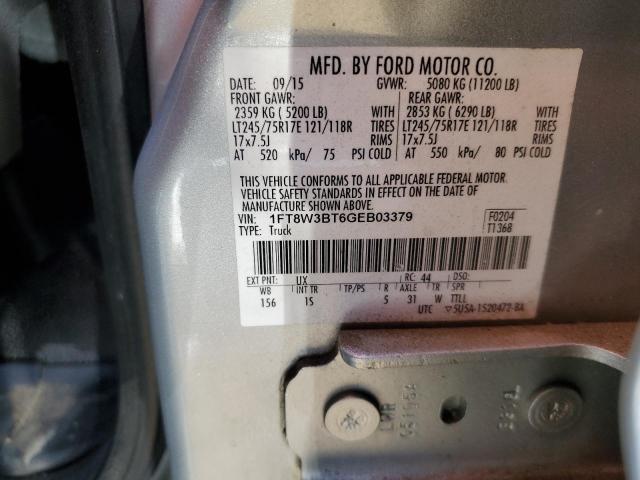 MFD. BY FORD MOTOR CO.
DATE: 09/15 GVWR: 5080 KG (11200 LB)
FRONT GAWR: REAR GAWR:
2359 KG ( 5200 LB) WITH 2853 KG ( 6290 LB) WITH
LT245/75R17E 121/118R TIRES LT245/75R17E 121/118R TIRES
17x7.5J RIMS 17x7.5J RIMS
AT 520 kPa/ 75 PSI COLD AT 550 kPa/ 80 PSI COLD
THIS VEHICLE CONFORMS TO ALL APPLICABLE FEDERAL MOTOR
VEHICLE SAFETY STANDARDS IN EFFECT ON THE DATE OF
MANUFACTURE SHOWN ABOVE.
VIN: 1FT8W3BT6GEB03379 F0204
TYPE: Truck T1368
EXT PNT: UX RC: 44 DSO:
WB INT TR TP/PS R AXLE TR SPR
156 1S 5 31 W TTLL
UTC ▽5USA-1520472-BA
LWR